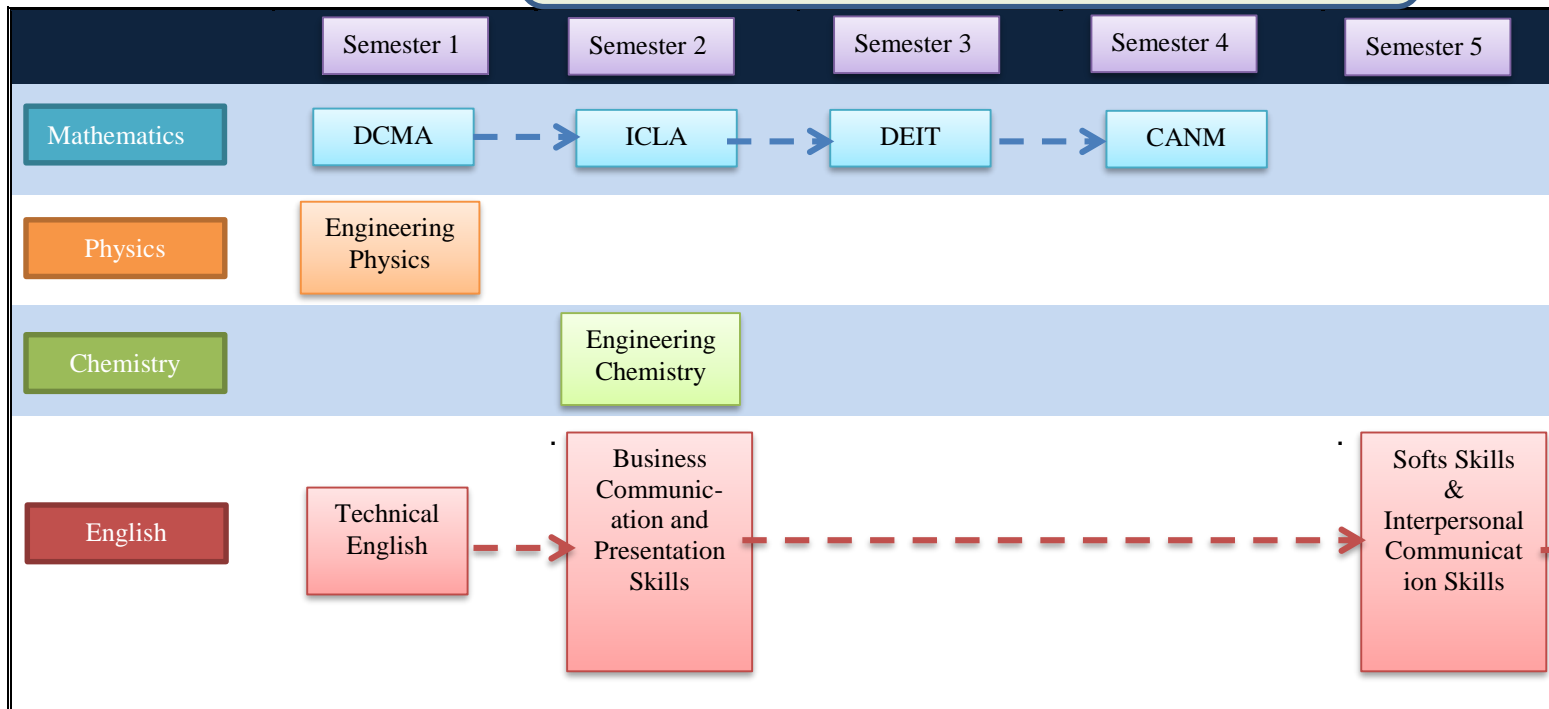 Semester 1
Semester 2
Semester 3
Semester 4
Semester 5
Mathematics
DCMA
ICLA
DEIT
CANM
Physics
Engineering
Physics
Chemistry
Engineering
Chemistry
English
Technical
English
.
Business
Communic-
ation and
Presentation
Skills
.
Softs Skills
&
Interpersonal
Communicat
ion Skills